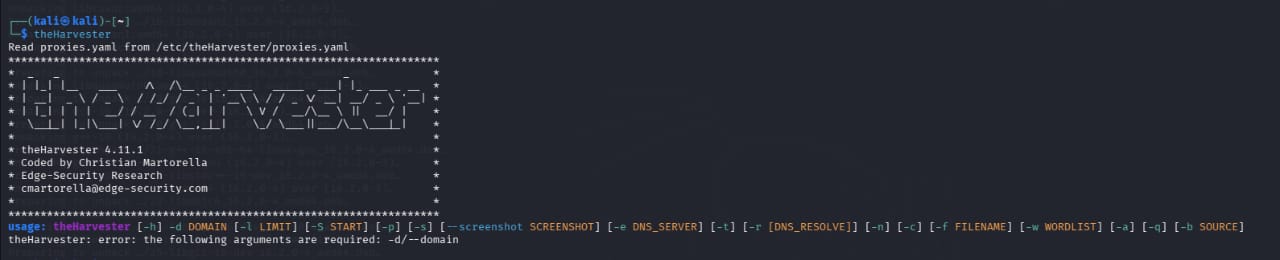 ┌──(kali㉿kali)-[~]
└─$ theHarvester
Read proxies.yaml from /etc/theHarvester/proxies.yaml
*******************************************************************
theHarvester
* theHarvester 4.11.1 *
* Coded by Christian Martorella *
* Edge-Security Research *
* cmartorella@edge-security.com *
* *
*******************************************************************
usage: theHarvester [-h] -d DOMAIN [-l LIMIT] [-S START] [-p] [-s] [--screenshot SCREENSHOT] [-e DNS_SERVER] [-t] [-r [DNS_RESOLVE]] [-n] [-c] [-f FILENAME] [-w WORDLIST] [-a] [-q] [-b SOURCE]
theHarvester: error: the following arguments are required: -d/--domain